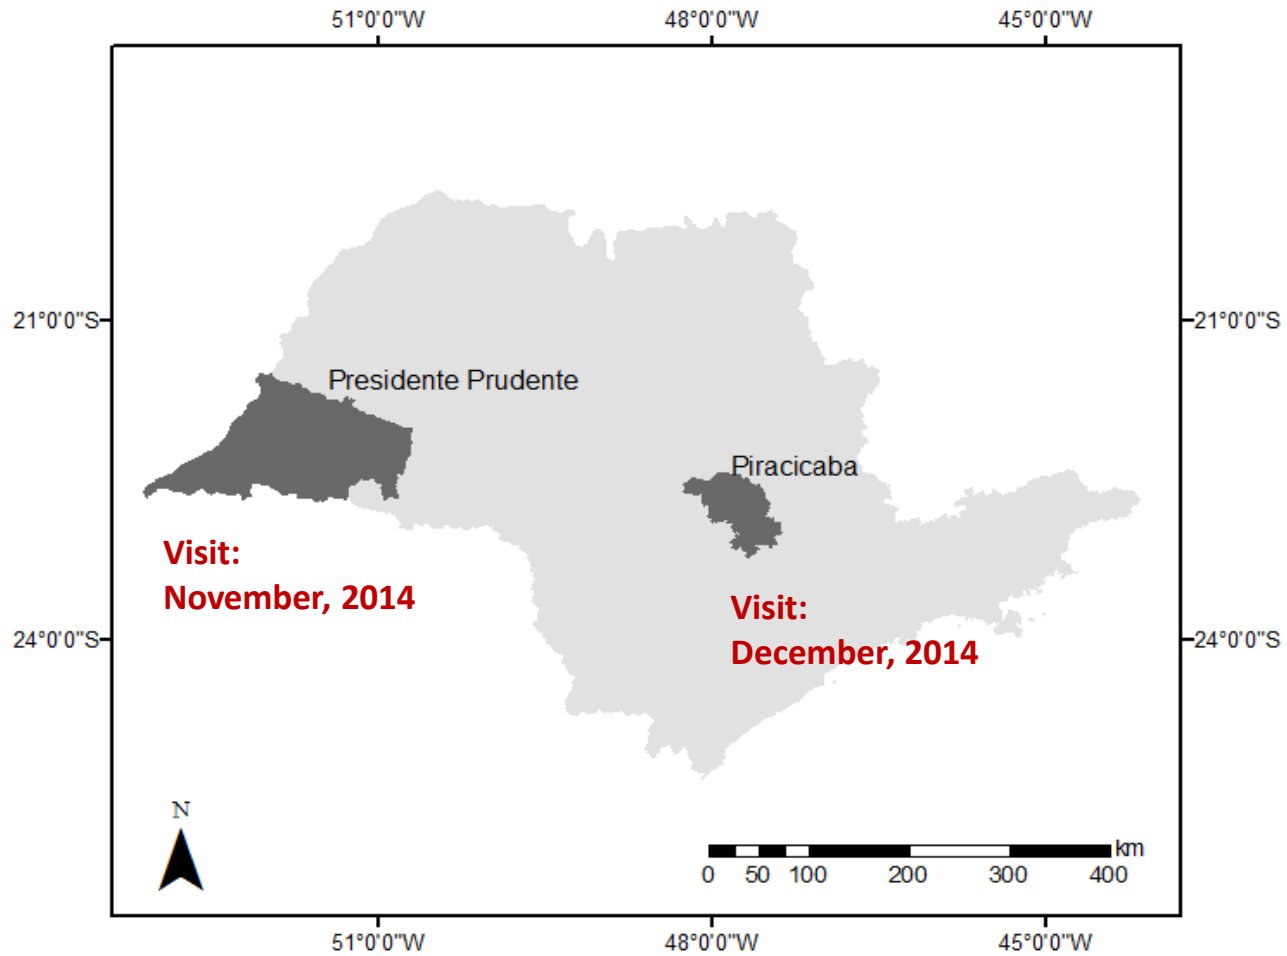 51°0'0"W
48°0'0"W
45°0'0"W
21°0'0"S
21°0'0"S
Presidente Prudente
Piracicaba
Visit:
November, 2014
Visit:
December, 2014
24°0'0"S
24°0'0"S
N
km
0 50 100 200 300 400
51°0'0"W
48°0'0"W
45°0'0"W